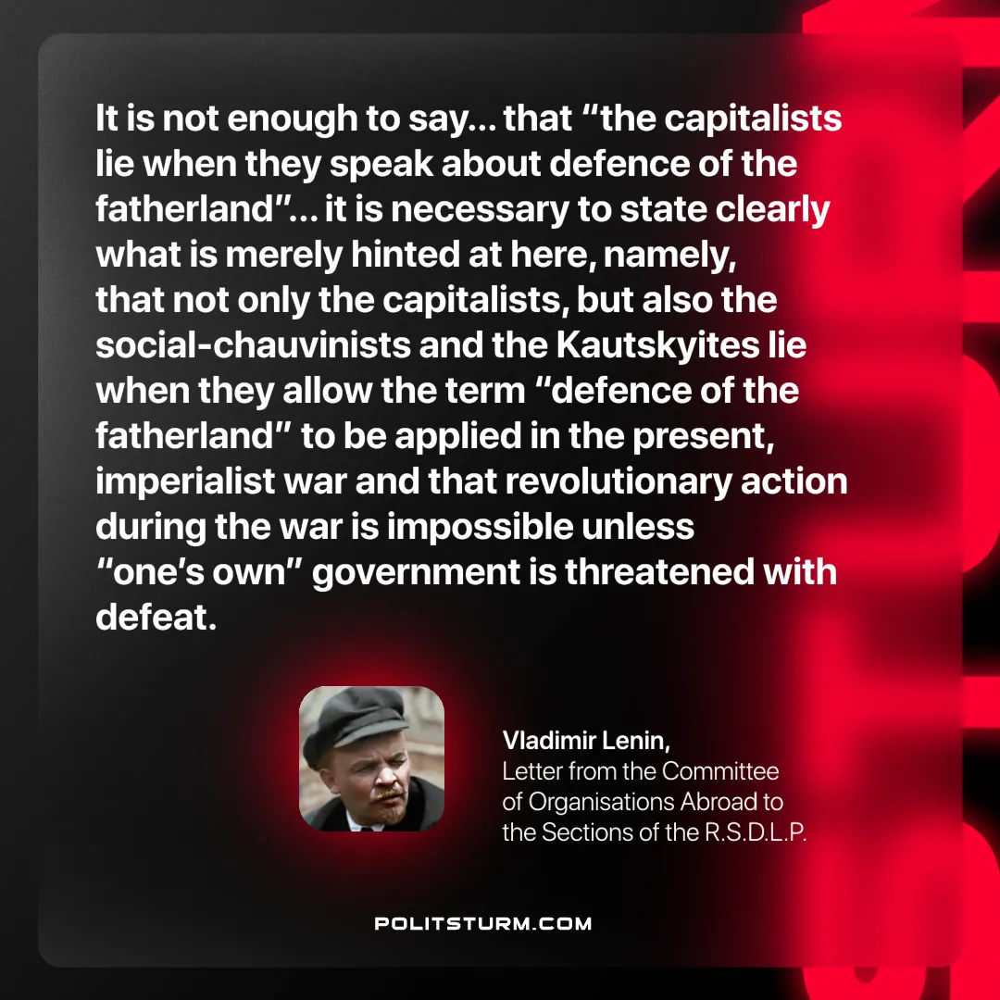 It is not enough to say... that “the capitalists
lie when they speak about defence of the
fatherland”... it is necessary to state clearly
what is merely hinted at here, namely,
that not only the capitalists, but also the
social-chauvinists and the Kautskyites lie
when they allow the term “defence of the
fatherland” to be applied in the present,
imperialist war and that revolutionary action
during the war is impossible unless
“one’s own” government is threatened with
defeat.
Vladimir Lenin,
Letter from the Committee
of Organisations Abroad to
the Sections of the R.S.D.L.P.
POLITSTURM.COM